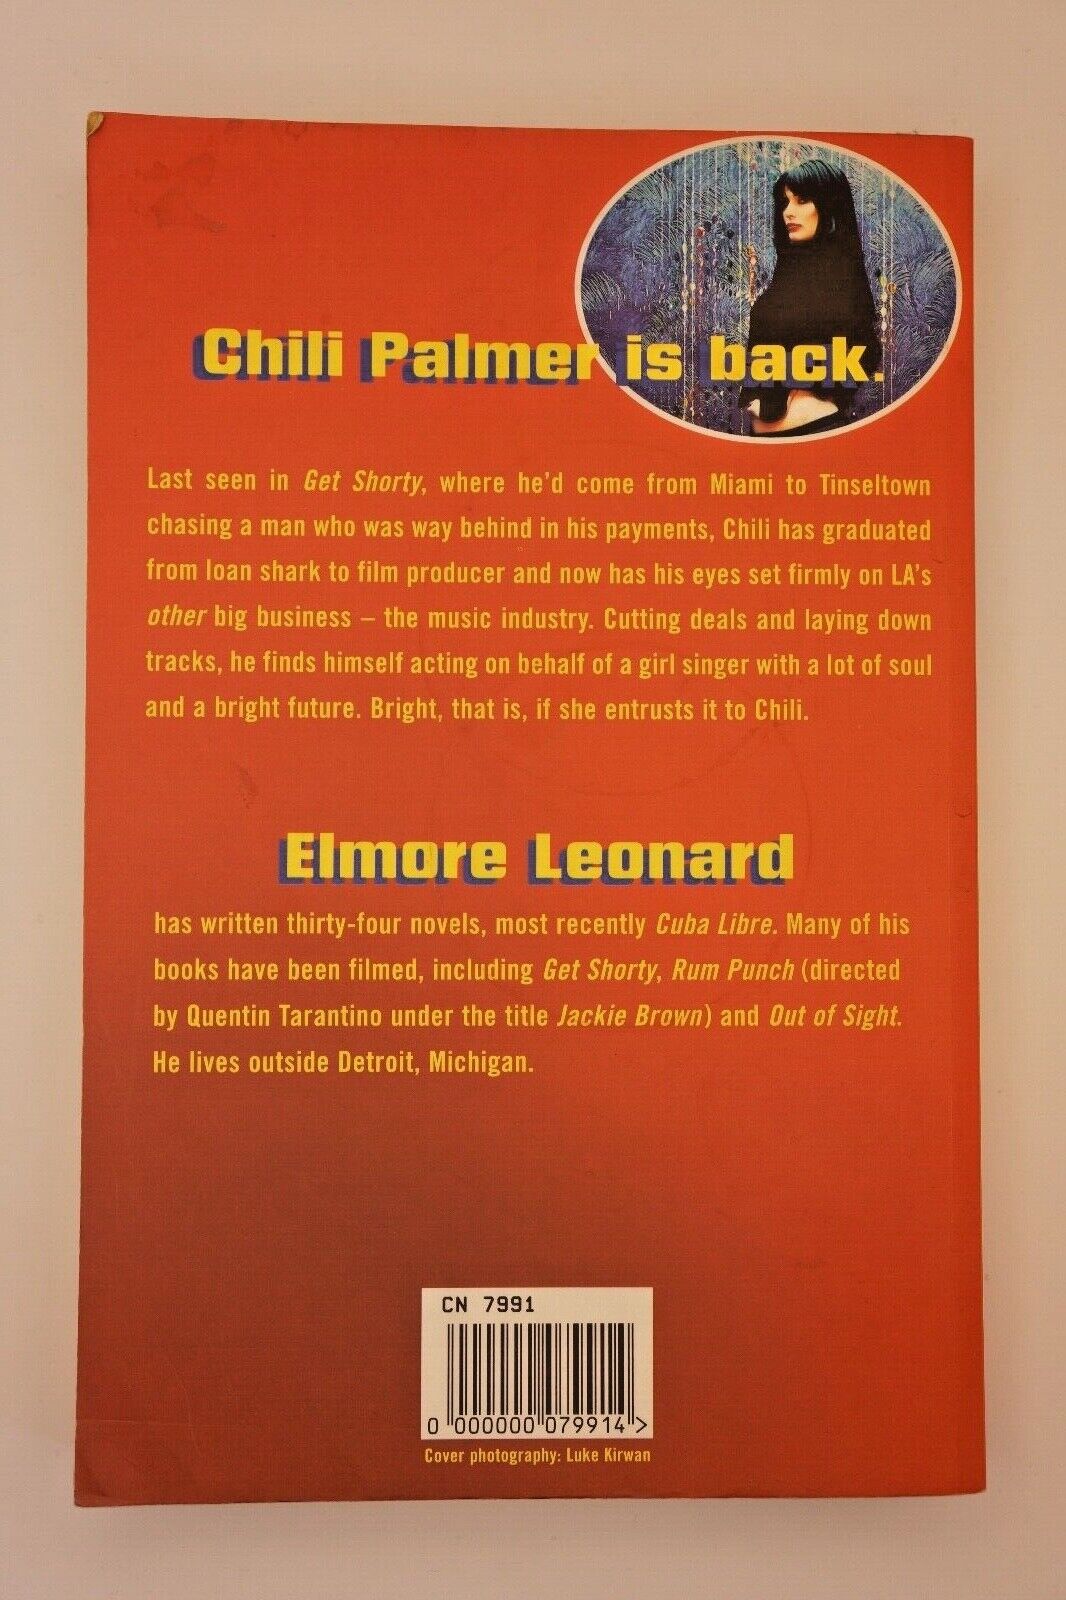 Chili Palmer is back.
Last seen in Get Shorty, where he'd come from Miami to Tinseltown
chasing a man who was way behind in his payments, Chili has graduated
from loan shark to film producer and now has his eyes set firmly on LA's
other big business – the music industry. Cutting deals and laying down
tracks, he finds himself acting on behalf of a girl singer with a lot of soul
and a bright future. Bright, that is, if she entrusts it to Chili.
Elmore Leonard
has written thirty-four novels, most recently Cuba Libre. Many of his
books have been filmed, including Get Shorty, Rum Punch (directed
by Quentin Tarantino under the title Jackie Brown) and Out of Sight.
He lives outside Detroit, Michigan.
CN 7991
0 000000 079914 >
Cover photography: Luke Kirwan